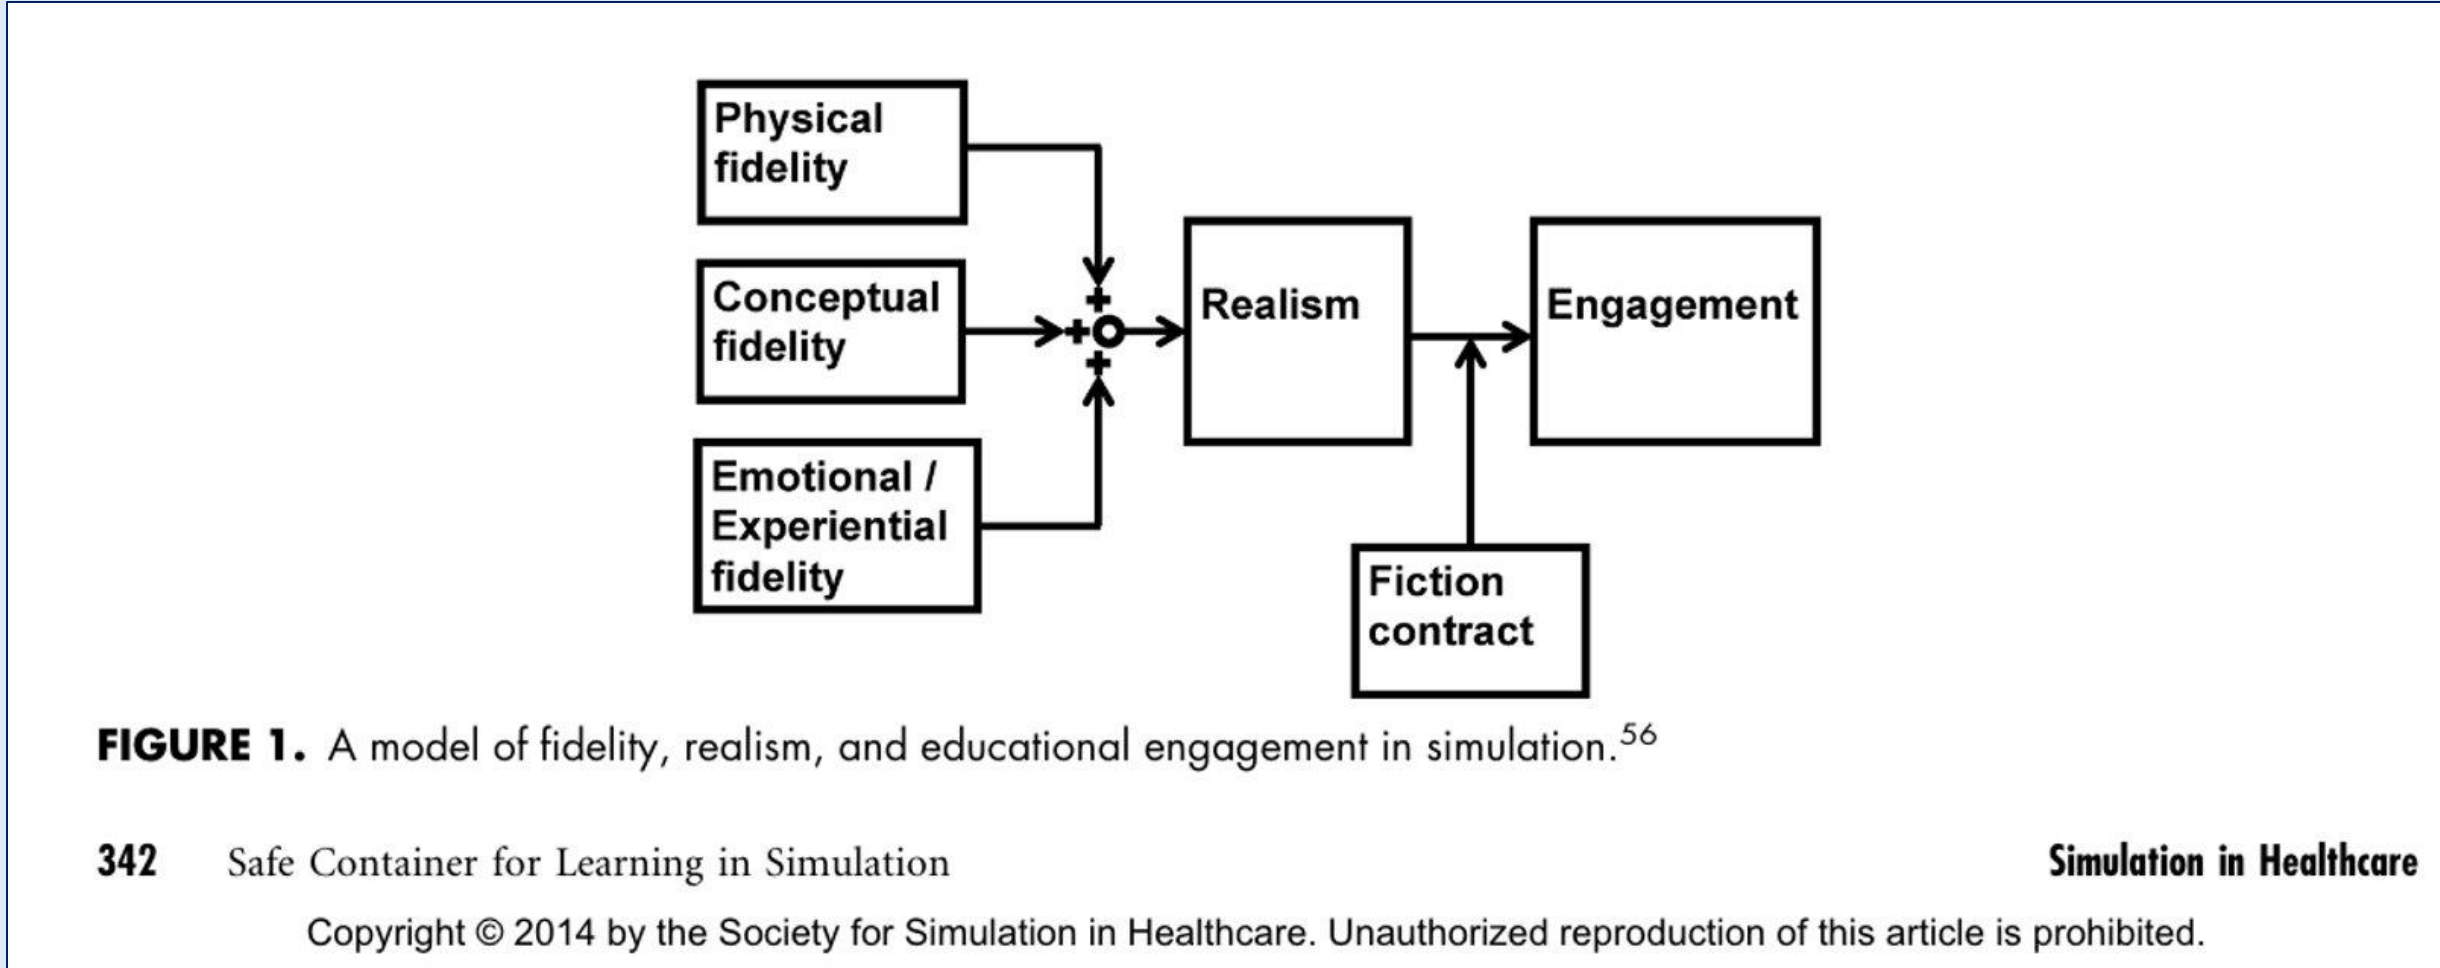 Physical
fidelity
Conceptual
fidelity
Emotional /
Experiential
fidelity
Realism
Engagement
Fiction
contract
FIGURE 1. A model of fidelity, realism, and educational engagement in simulation.56
342 Safe Container for Learning in Simulation
Simulation in Healthcare
Copyright © 2014 by the Society for Simulation in Healthcare. Unauthorized reproduction of this article is prohibited.